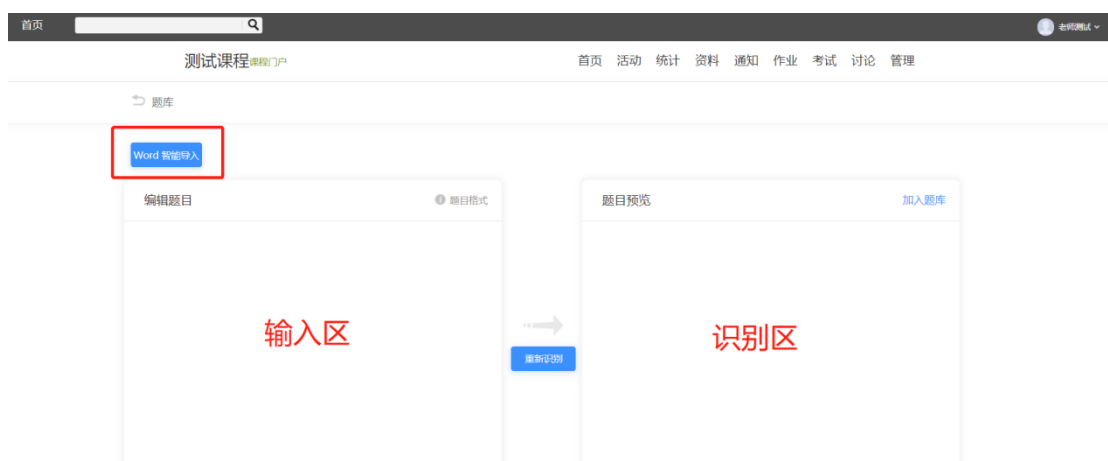 首页 老师测试
测试课程课程门户 首页 活动 统计 资料 通知 作业 考试 讨论 管理
题库
Word 智能导入
编辑题目 题目格式 题目预览 加入题库
输入区 识别区
重新识别